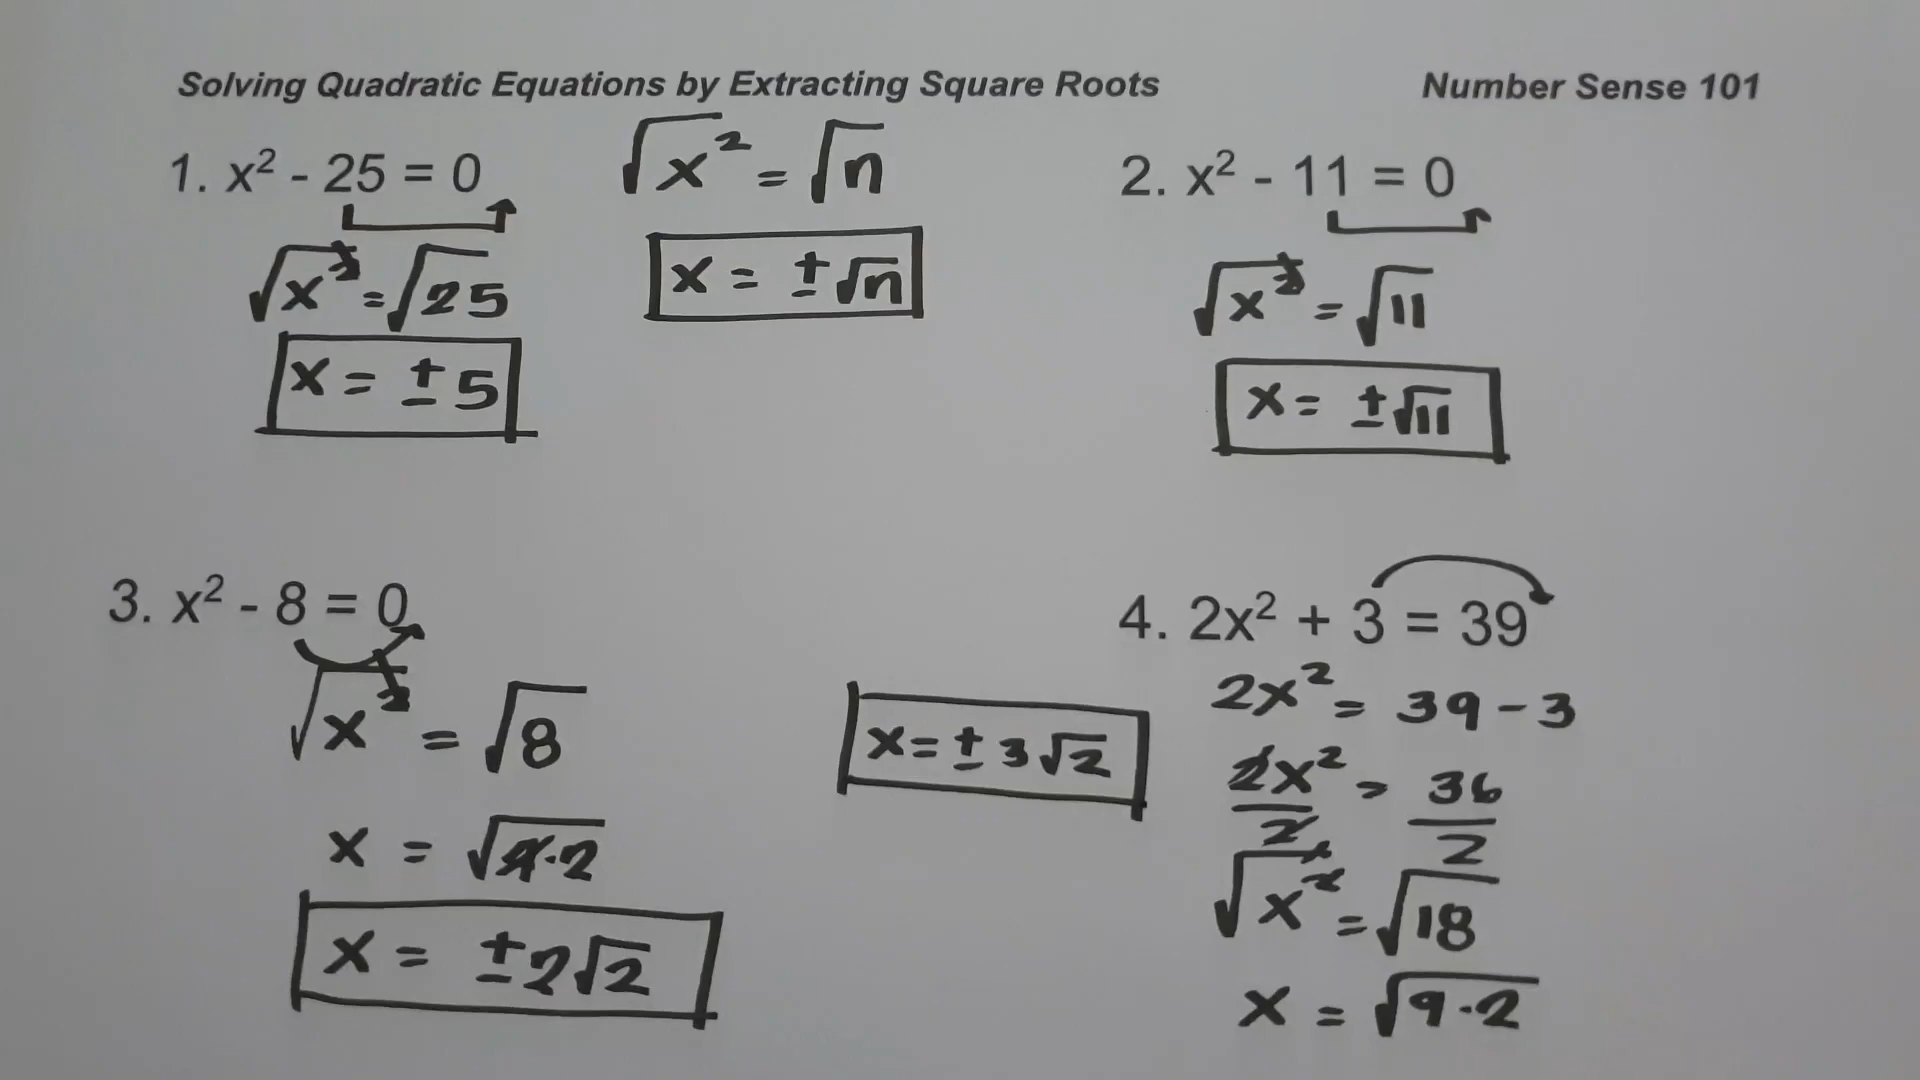 Solving Quadratic Equations by Extracting Square Roots
Number Sense 101
1. x² - 25 = 0
√x² = √25
x = ±5
√x² = √n
x = ±√n
2. x² - 11 = 0
√x² = √11
x = ±√11
3. x² - 8 = 0
√x² = √8
x = √4·2
x = ±2√2
4. 2x² + 3 = 39
2x² = 39 - 3
2x²/2 = 36/2
√x² = √18
x = √9·2
x = ±3√2